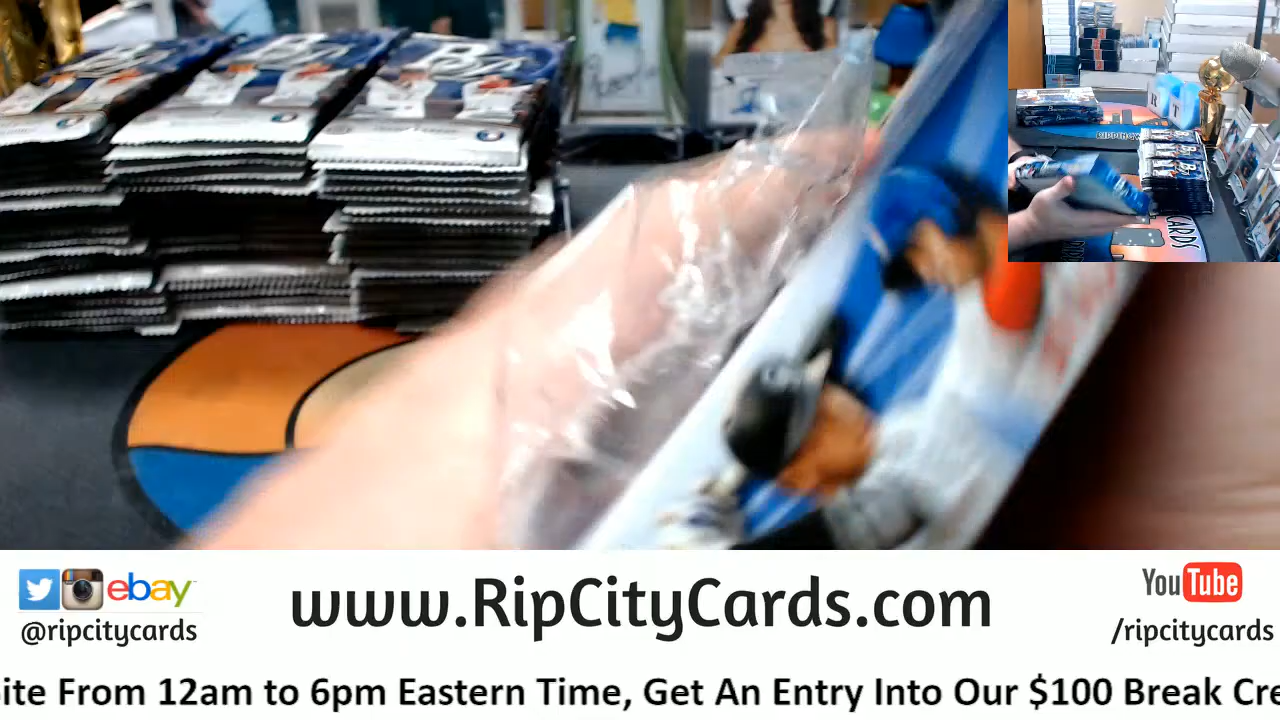 ebay
@ripcitycards
www.RipCityCards.com
YouTube
/ripcitycards
ite From 12am to 6pm Eastern Time, Get An Entry Into Our $100 Break Cre